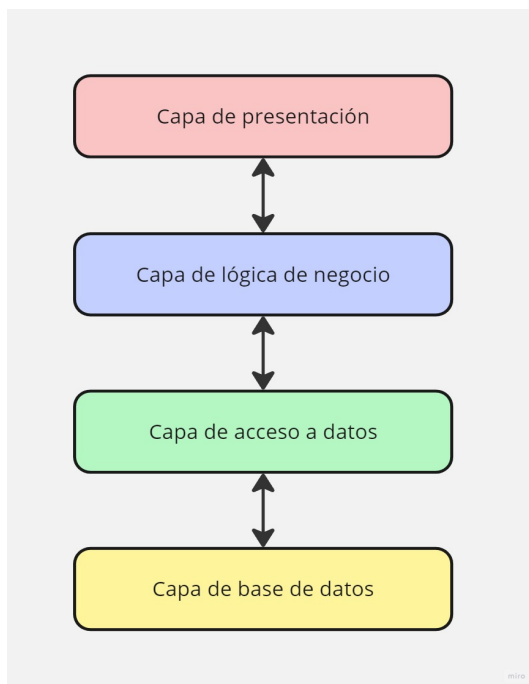 Capa de presentación
Capa de lógica de negocio
Capa de acceso a datos
Capa de base de datos
miro